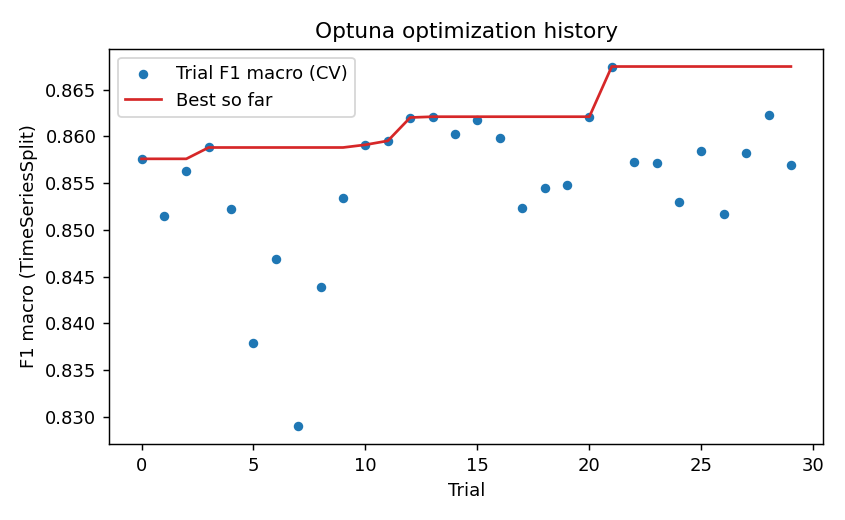 Optuna optimization history
Trial F1 macro (CV)
Best so far
F1 macro (TimeSeriesSplit)
0.865
0.860
0.855
0.850
0.845
0.840
0.835
0.830
0 5 10 15 20 25 30
Trial